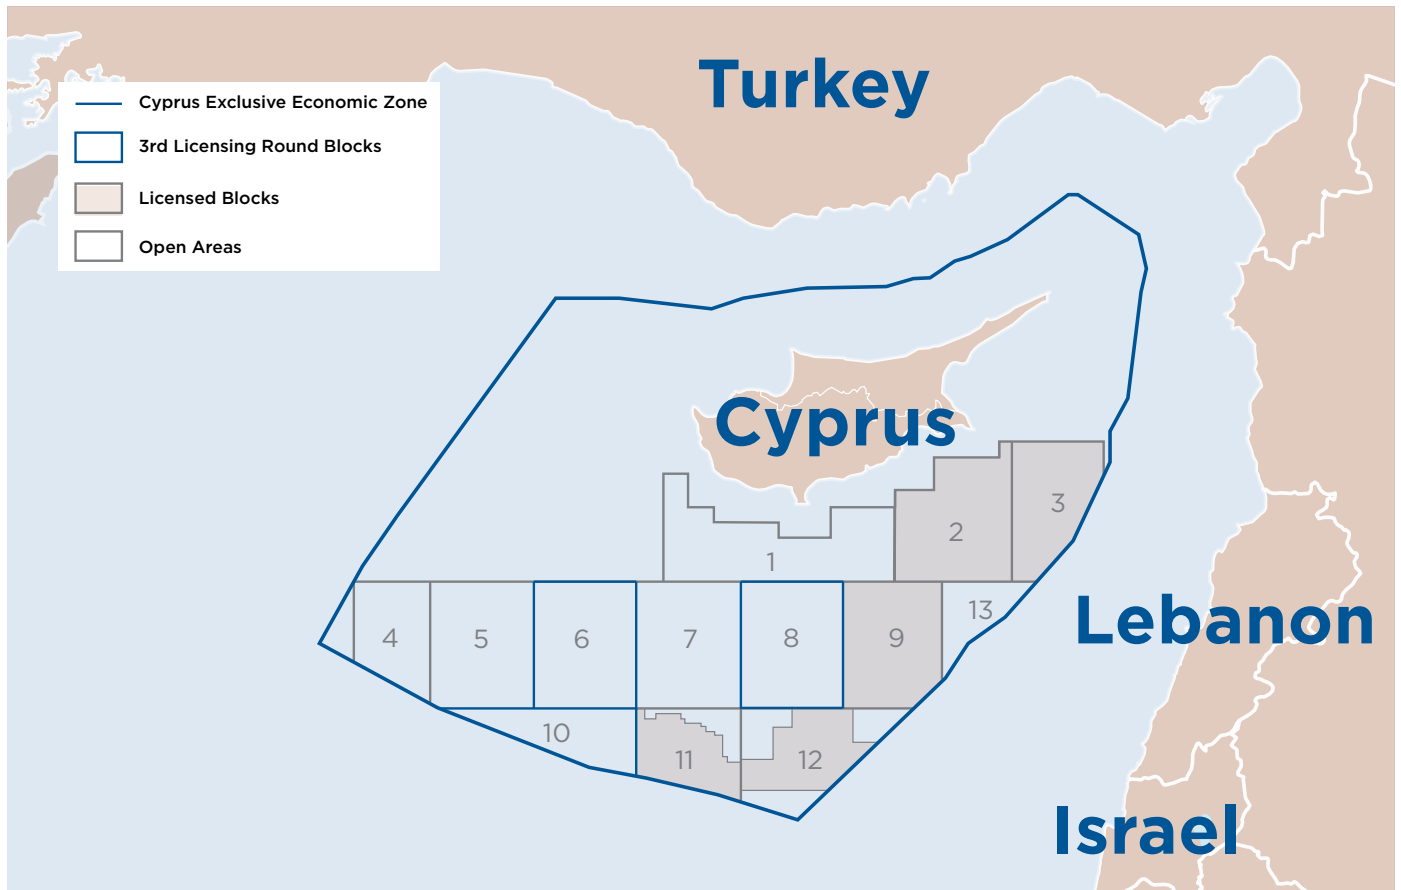 Turkey
Cyprus Exclusive Economic Zone
3rd Licensing Round Blocks
Licensed Blocks
Open Areas
Cyprus
3
2
1
13
Lebanon
4
5
6
7
8
9
10
11
12
Israel